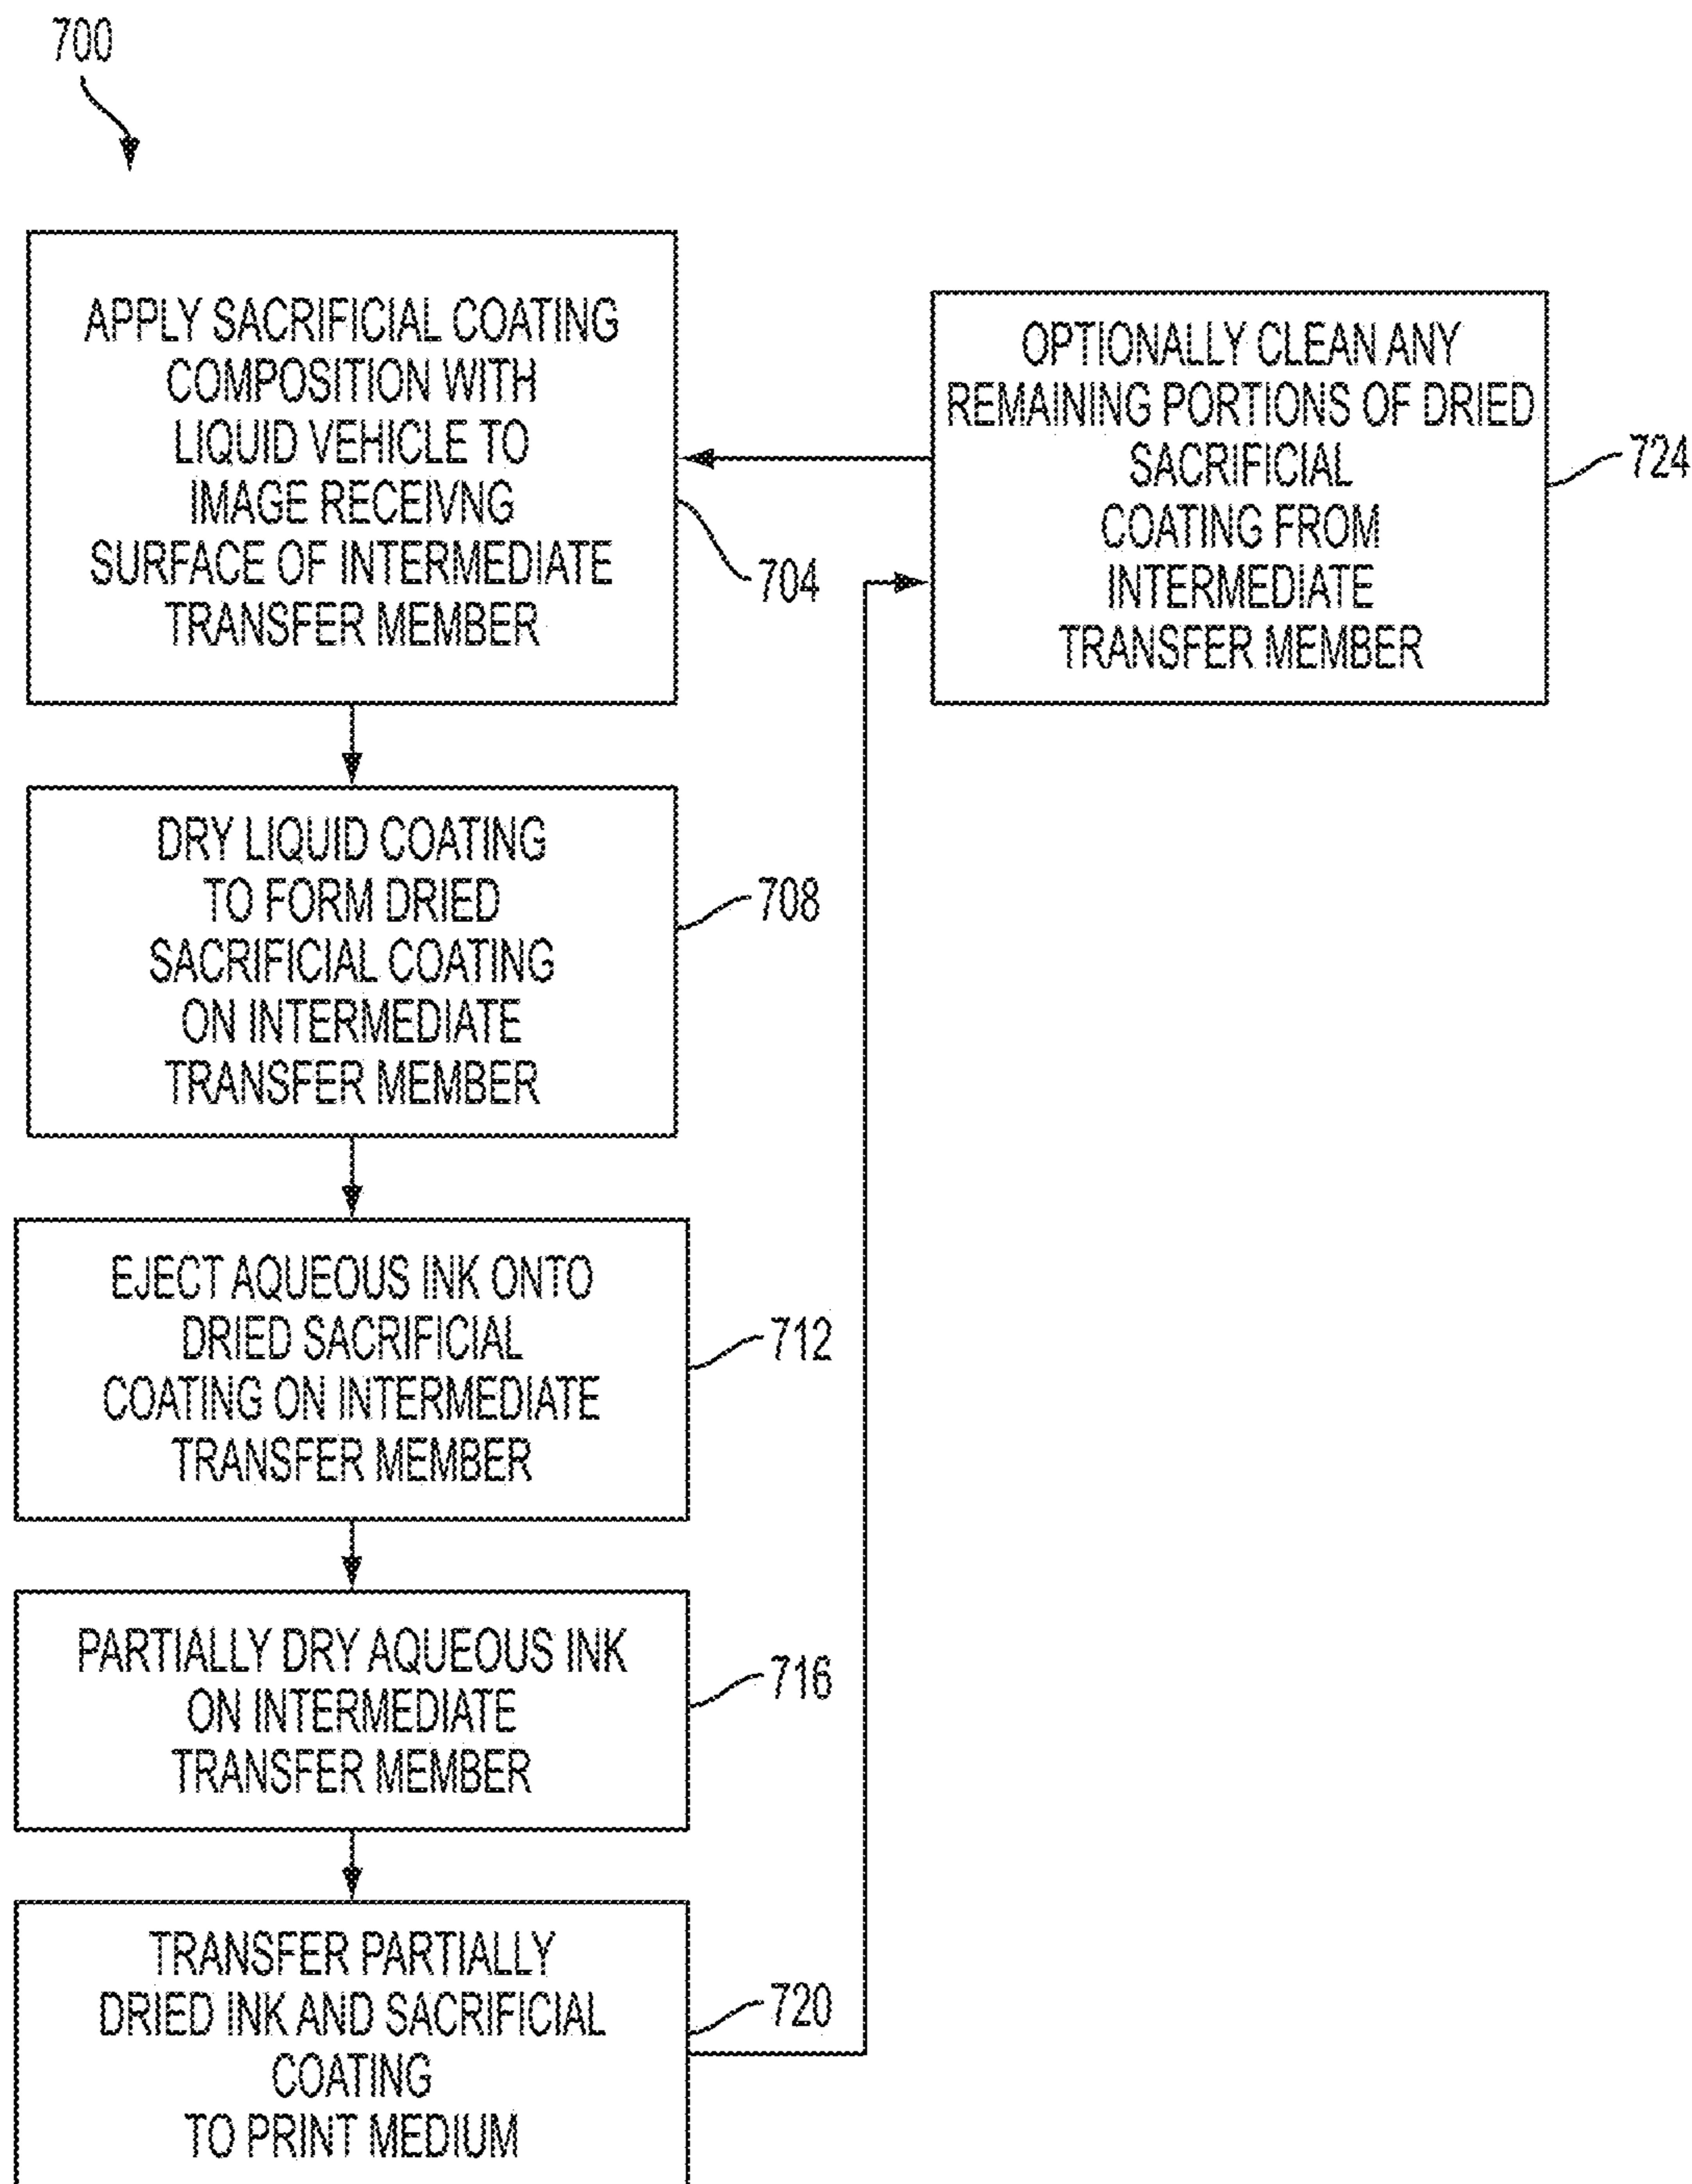 700
APPLY SACRIFICIAL COATING
COMPOSITION WITH
LIQUID VEHICLE TO
IMAGE RECEIVNG
SURFACE OF INTERMEDIATE
TRANSFER MEMBER
704
OPTIONALLY CLEAN ANY
REMAINING PORTIONS OF DRIED
SACRIFICIAL
COATING FROM
INTERMEDIATE
TRANSFER MEMBER
724
DRY LIQUID COATING
TO FORM DRIED
SACRIFICIAL COATING
ON INTERMEDIATE
TRANSFER MEMBER
708
EJECT AQUEOUS INK ONTO
DRIED SACRIFICIAL
COATING ON INTERMEDIATE
TRANSFER MEMBER
712
PARTIALLY DRY AQUEOUS INK
ON INTERMEDIATE
TRANSFER MEMBER
716
TRANSFER PARTIALLY
DRIED INK AND SACRIFICIAL
COATING
TO PRINT MEDIUM
720